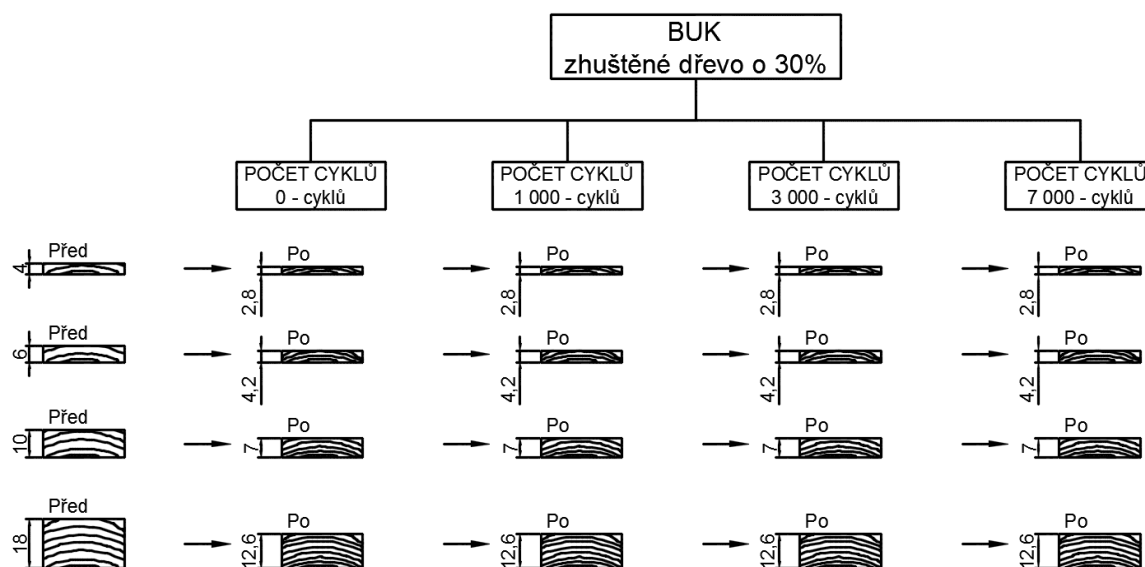 BUK
zhuštěné dřevo o 30%
POČET CYKLŮ
0 - cyklů
POČET CYKLŮ
1 000 - cyklů
POČET CYKLŮ
3 000 - cyklů
POČET CYKLŮ
7 000 - cyklů
Před
4
Po
2,8
Po
2,8
Po
2,8
Po
2,8
Před
6
Po
4,2
Po
4,2
Po
4,2
Po
4,2
Před
10
Po
7
Po
7
Po
7
Po
7
Před
18
Po
12,6
Po
12,6
Po
12,6
Po
12,6